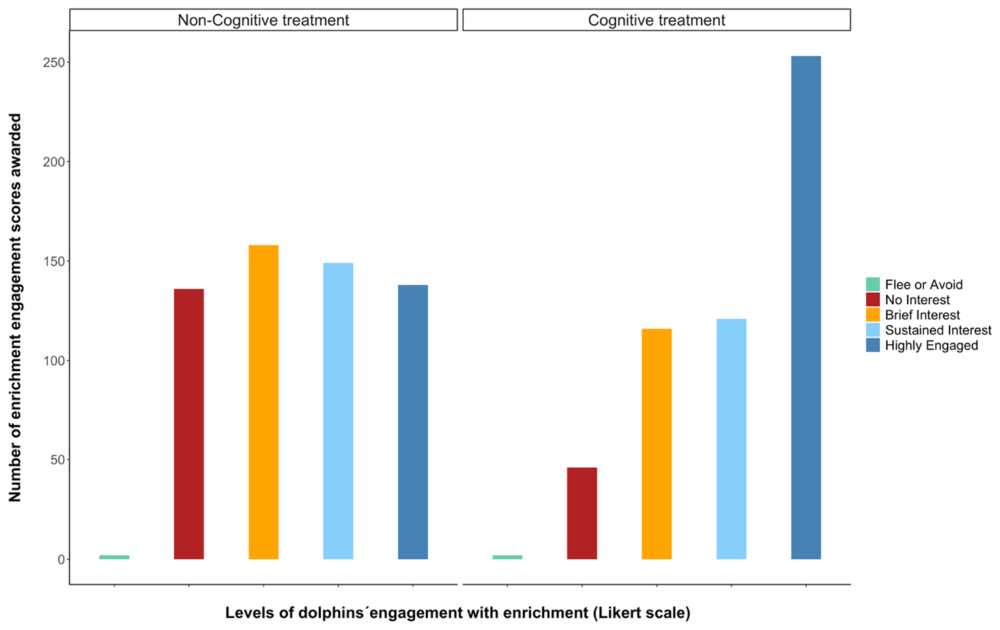 Non-Cognitive treatment
Cognitive treatment
Number of enrichment engagement scores awarded
250
200
150
100
50
0
Flee or Avoid
No Interest
Brief Interest
Sustained Interest
Highly Engaged
Levels of dolphins´engagement with enrichment (Likert scale)